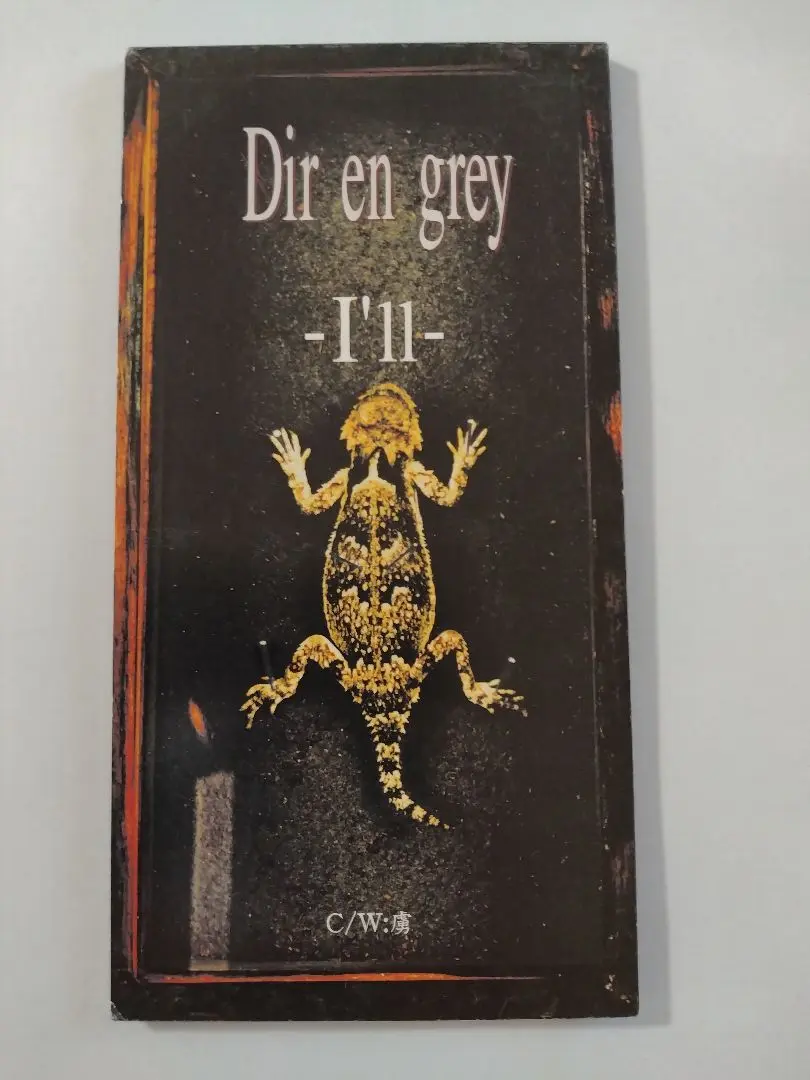 Dir en grey
-I'll-
C/W:虜